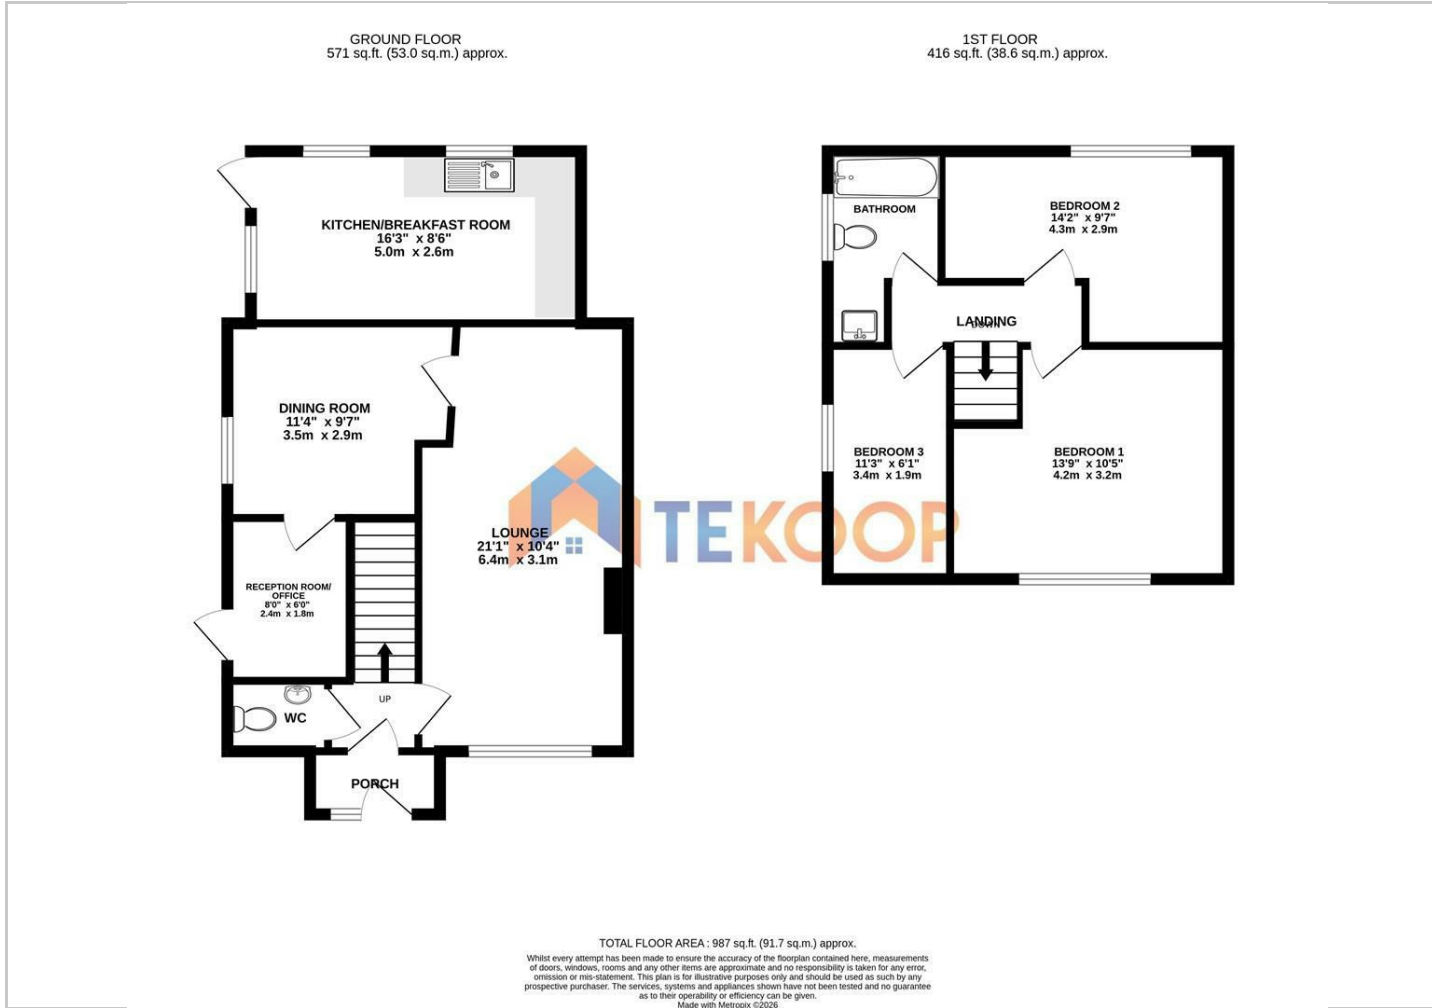 GROUND FLOOR
571 sq.ft. (53.0 sq.m.) approx.
1ST FLOOR
416 sq.ft. (38.6 sq.m.) approx.
KITCHEN/BREAKFAST ROOM
16'3" x 8'6"
5.0m x 2.6m
DINING ROOM
11'4" x 9'7"
3.5m x 2.9m
LOUNGE
21'1" x 10'4"
6.4m x 3.1m
RECEPTION ROOM/
OFFICE
8'0" x 6'0"
2.4m x 1.8m
UP
WC
PORCH
BATHROOM
BEDROOM 2
14'2" x 9'7"
4.3m x 2.9m
LANDING
DOWN
BEDROOM 3
11'3" x 6'1"
3.4m x 1.9m
BEDROOM 1
13'9" x 10'5"
4.2m x 3.2m
TEKOOP
TOTAL FLOOR AREA : 987 sq.ft. (91.7 sq.m.) approx.
Whilst every attempt has been made to ensure the accuracy of the floorplan contained here, measurements
of doors, windows, rooms and any other items are approximate and no responsibility is taken for any error,
omission or mis-statement. This plan is for illustrative purposes only and should be used as such by any
prospective purchaser. The services, systems and appliances shown have not been tested and no guarantee
as to their operability or efficiency can be given.
Made with Metropix ©2026